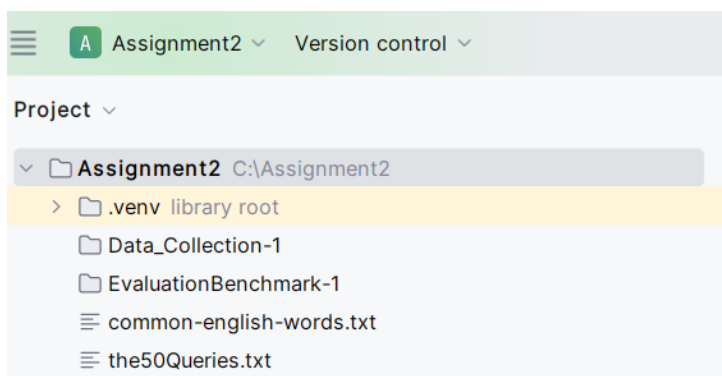 A Assignment2 Version control
Project
Assignment2 C:\Assignment2
.venv library root
Data_Collection-1
EvaluationBenchmark-1
common-english-words.txt
the50Queries.txt